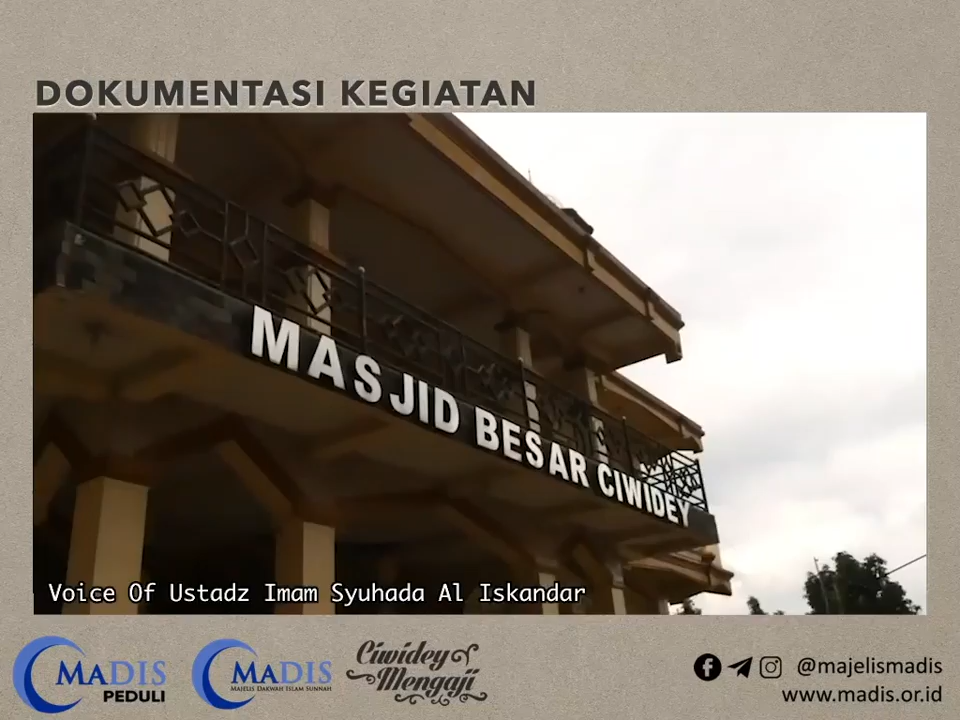 DOKUMENTASI KEGIATAN
MASJID BESAR CIWIDEY
Voice Of Ustadz Imam Syuhada Al Iskandar
MADIS
PEDULI
MADIS
MAJELIS DAKWAH ISLAM SUNNAH
Ciwidey
Mengaji
@majelismadis
www.madis.or.id